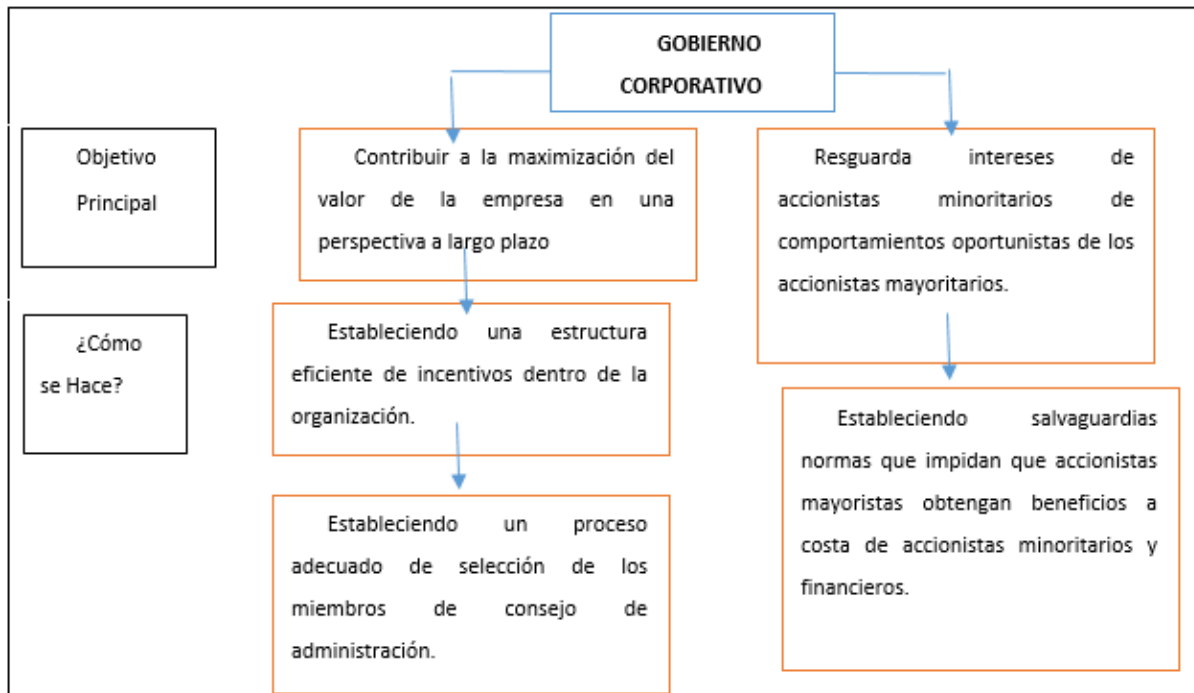 GOBIERNO
CORPORATIVO
Objetivo
Principal
Contribuir a la maximización del
valor de la empresa en una
perspectiva a largo plazo
Resguarda intereses de
accionistas minoritarios de
comportamientos oportunistas de los
accionistas mayoritarios.
¿Cómo
se Hace?
Estableciendo una estructura
eficiente de incentivos dentro de la
organización.
Estableciendo salvaguardias
normas que impidan que accionistas
mayoristas obtengan beneficios a
costa de accionistas minoritarios y
financieros.
Estableciendo un proceso
adecuado de selección de los
miembros de consejo de
administración.